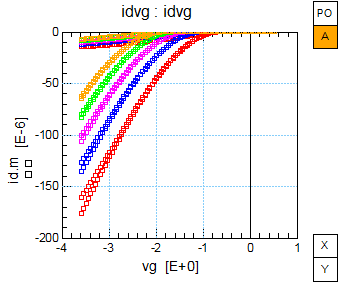 idvg : idvg
PO
A
0
-50
-100
-150
-200
id.m [E-6]
-4 -3 -2 -1 0 1
vg [E+0]
X
Y